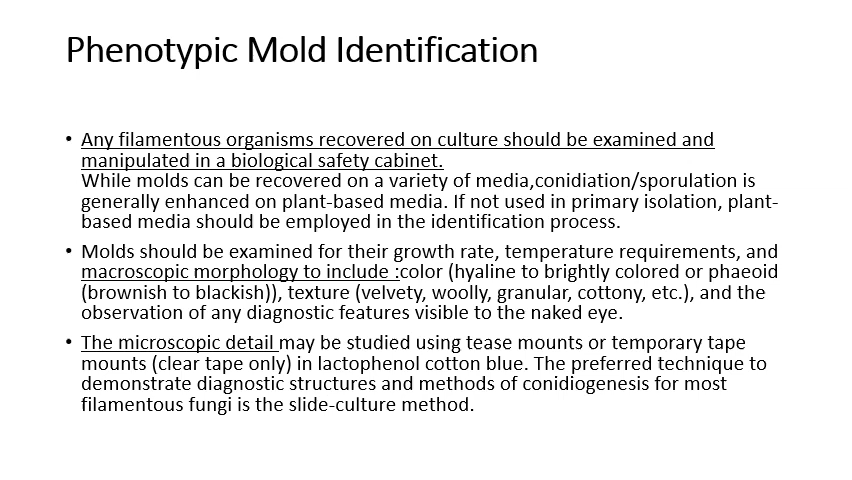 Phenotypic Mold Identification
• Any filamentous organisms recovered on culture should be examined and
manipulated in a biological safety cabinet.
While molds can be recovered on a variety of media,conidiation/sporulation is
generally enhanced on plant-based media. If not used in primary isolation, plant-
based media should be employed in the identification process.
• Molds should be examined for their growth rate, temperature requirements, and
macroscopic morphology to include :color (hyaline to brightly colored or phaeoid
(brownish to blackish)), texture (velvety, woolly, granular, cottony, etc.), and the
observation of any diagnostic features visible to the naked eye.
• The microscopic detail may be studied using tease mounts or temporary tape
mounts (clear tape only) in lactophenol cotton blue. The preferred technique to
demonstrate diagnostic structures and methods of conidiogenesis for most
filamentous fungi is the slide-culture method.